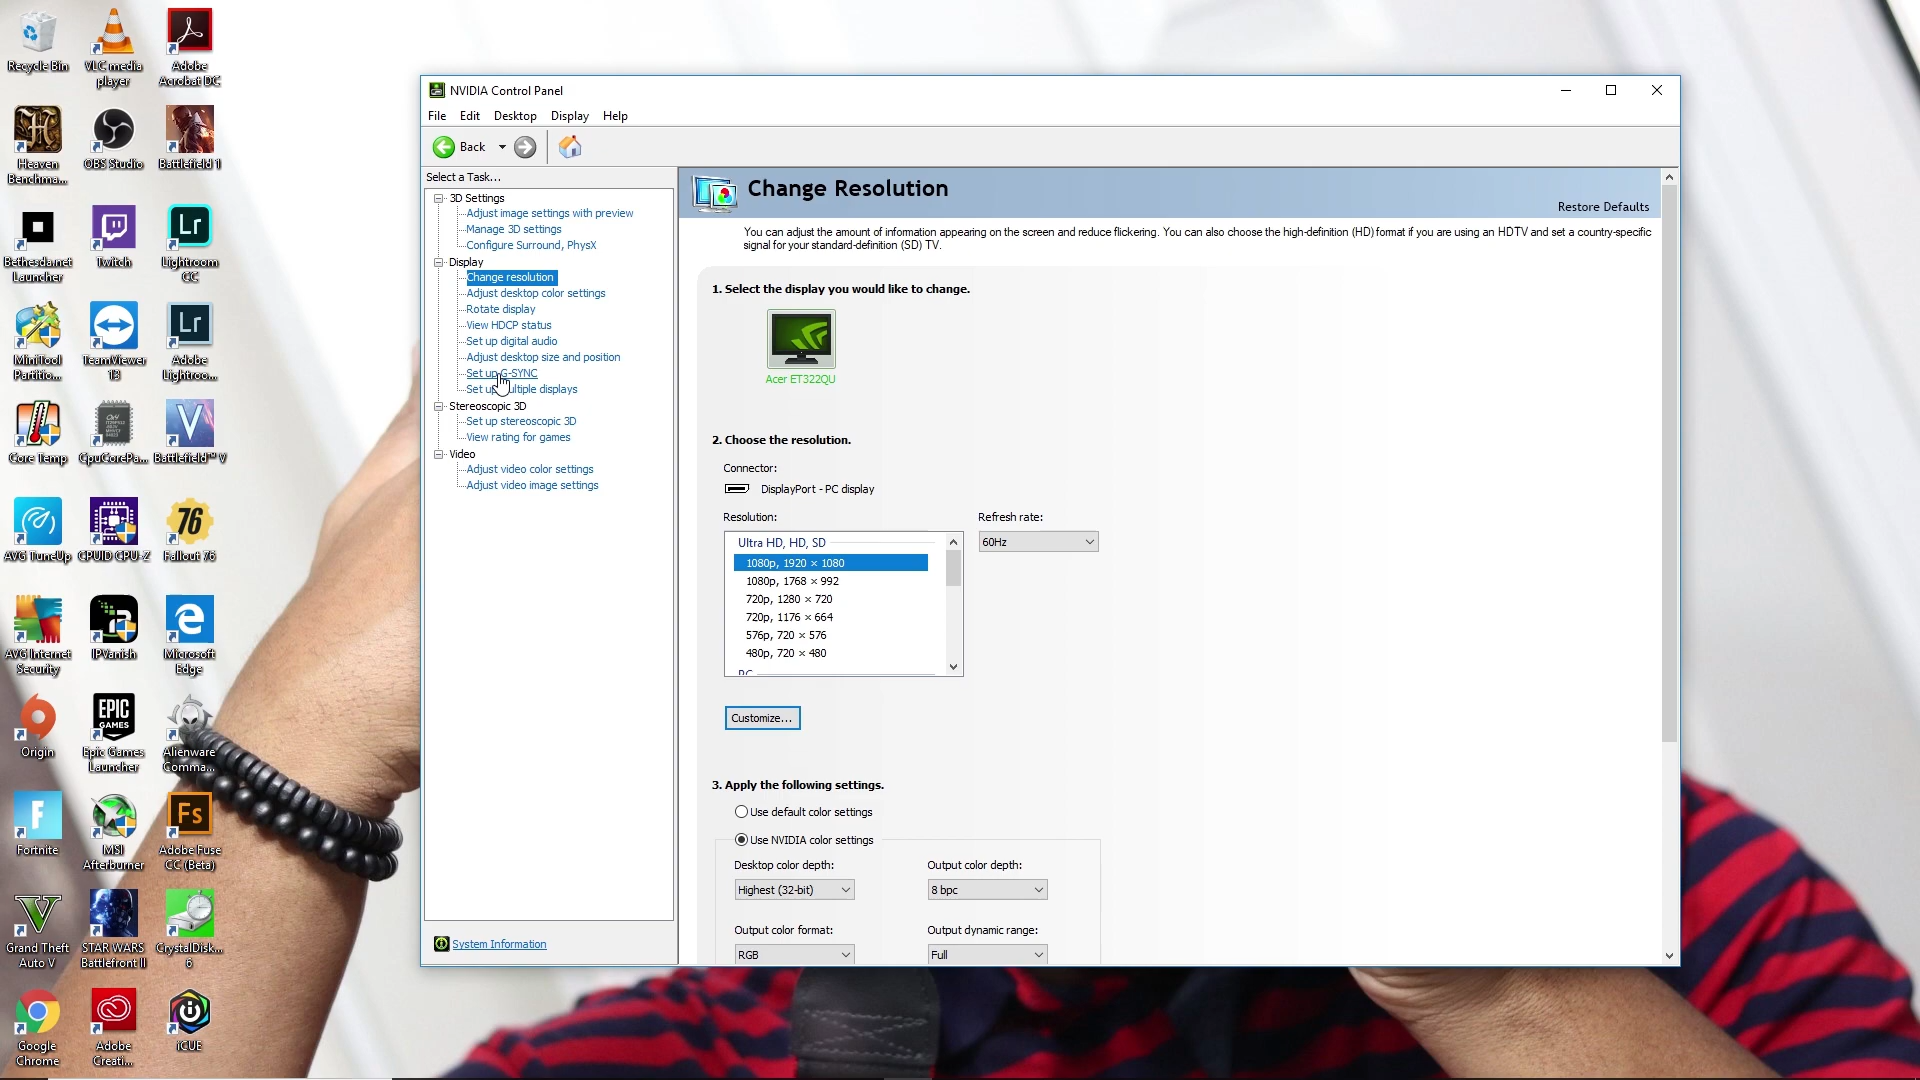 Recycle Bin
VLC media
player
Adobe
Acrobat DC
Heaven
Benchma...
OBS Studio
Battlefield 1
Bethesda.net
Launcher
Twitch
Lr
Lightroom
CC
MiniTool
Partitio...
TeamViewer
13
Lr
Adobe
Lightroo...
Core Temp
CpuCorePa...
Battlefield™ V
AVG TuneUp
CPUID CPU-Z
76
Fallout 76
AVG Internet
Security
IPVanish
Microsoft
Edge
Origin
EPIC
GAMES
Epic Games
Launcher
Alienware
Comma...
Fortnite
MSI
Afterburner
Fs
Adobe Fuse
CC (Beta)
Grand Theft
Auto V
STAR WARS
Battlefront II
CrystalDisk...
6
Google
Chrome
Adobe
Creati...
iCUE
NVIDIA Control Panel
File Edit Desktop Display Help
Back
Select a Task...
3D Settings
Adjust image settings with preview
Manage 3D settings
Configure Surround, PhysX
Display
Change resolution
Adjust desktop color settings
Rotate display
View HDCP status
Set up digital audio
Adjust desktop size and position
Set up G-SYNC
Set up multiple displays
Stereoscopic 3D
Set up stereoscopic 3D
View rating for games
Video
Adjust video color settings
Adjust video image settings
System Information
Change Resolution
Restore Defaults
You can adjust the amount of information appearing on the screen and reduce flickering. You can also choose the high-definition (HD) format if you are using an HDTV and set a country-specific
signal for your standard-definition (SD) TV.
1. Select the display you would like to change.
Acer ET322QU
2. Choose the resolution.
Connector:
DisplayPort - PC display
Resolution:
Refresh rate:
Ultra HD, HD, SD
60Hz
1080p, 1920 × 1080
1080p, 1768 × 992
720p, 1280 × 720
720p, 1176 × 664
576p, 720 × 576
480p, 720 × 480
PC
Customize...
3. Apply the following settings.
Use default color settings
Use NVIDIA color settings
Desktop color depth:
Output color depth:
Highest (32-bit)
8 bpc
Output color format:
Output dynamic range:
RGB
Full